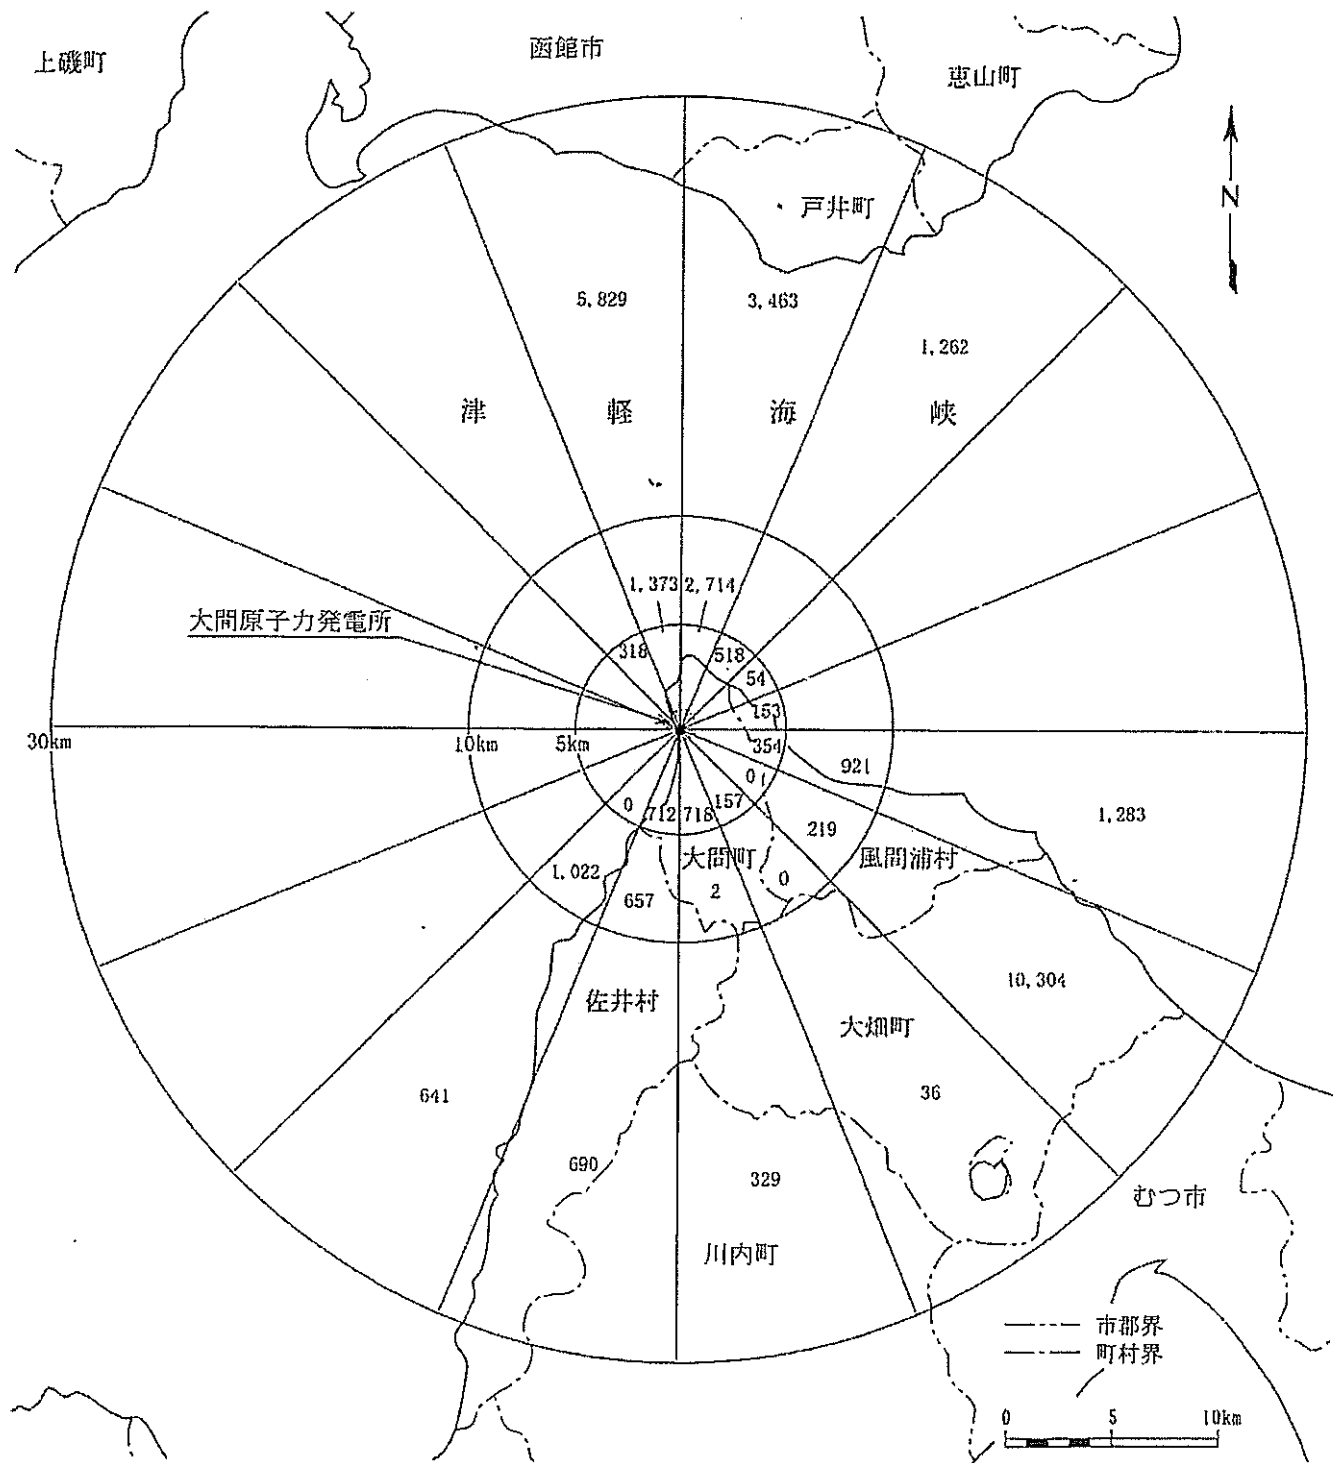 函館市
上磯町
恵山町
N
戸井町
5,829
3,463
1,262
津軽海峡
1,373
2,714
大間原子力発電所
318
518
54
153
354
30km
10km
5km
921
0
0
157
712
718
1,283
219
大間町
風間浦村
1,022
0
657
2
佐井村
10,304
大畑町
641
36
690
329
むつ市
川内町
市郡界
町村界
0
5
10km